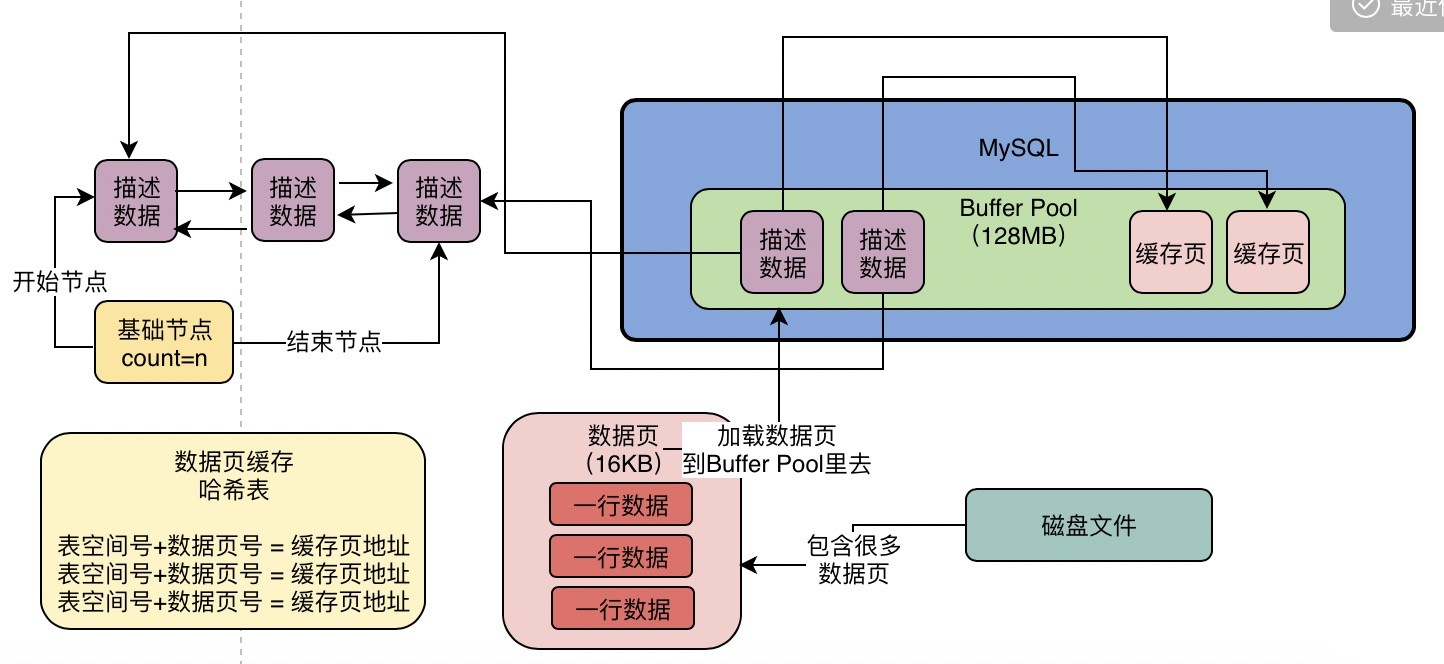 最近
MySQL
Buffer Pool
（128MB）
描述
数据
描述
数据
描述
数据
描述
数据
描述
数据
缓存页
缓存页
开始节点
基础节点
count=n
结束节点
数据页缓存
哈希表
表空间号+数据页号 = 缓存页地址
表空间号+数据页号 = 缓存页地址
表空间号+数据页号 = 缓存页地址
数据页
（16KB）
加载数据页
到Buffer Pool里去
一行数据
一行数据
一行数据
包含很多
数据页
磁盘文件